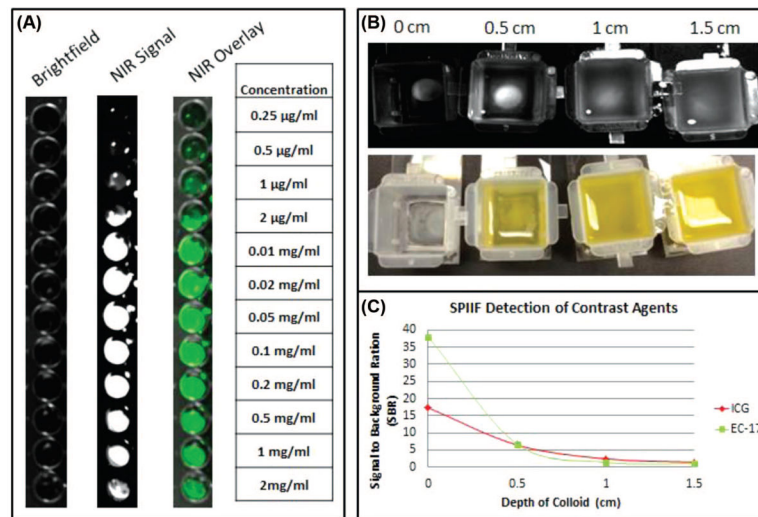 (A)
Brightfield
NIR Signal
NIR Overlay
Concentration
0.25 µg/ml
0.5 µg/ml
1 µg/ml
2 µg/ml
0.01 mg/ml
0.02 mg/ml
0.05 mg/ml
0.1 mg/ml
0.2 mg/ml
0.5 mg/ml
1 mg/ml
2mg/ml
(B)
0 cm 0.5 cm 1 cm 1.5 cm
(C)
SPIIF Detection of Contrast Agents
Signal to Background Ration
(SBR)
40
35
30
25
20
15
10
5
0
0 0.5 1 1.5
Depth of Colloid (cm)
ICG
EC-17